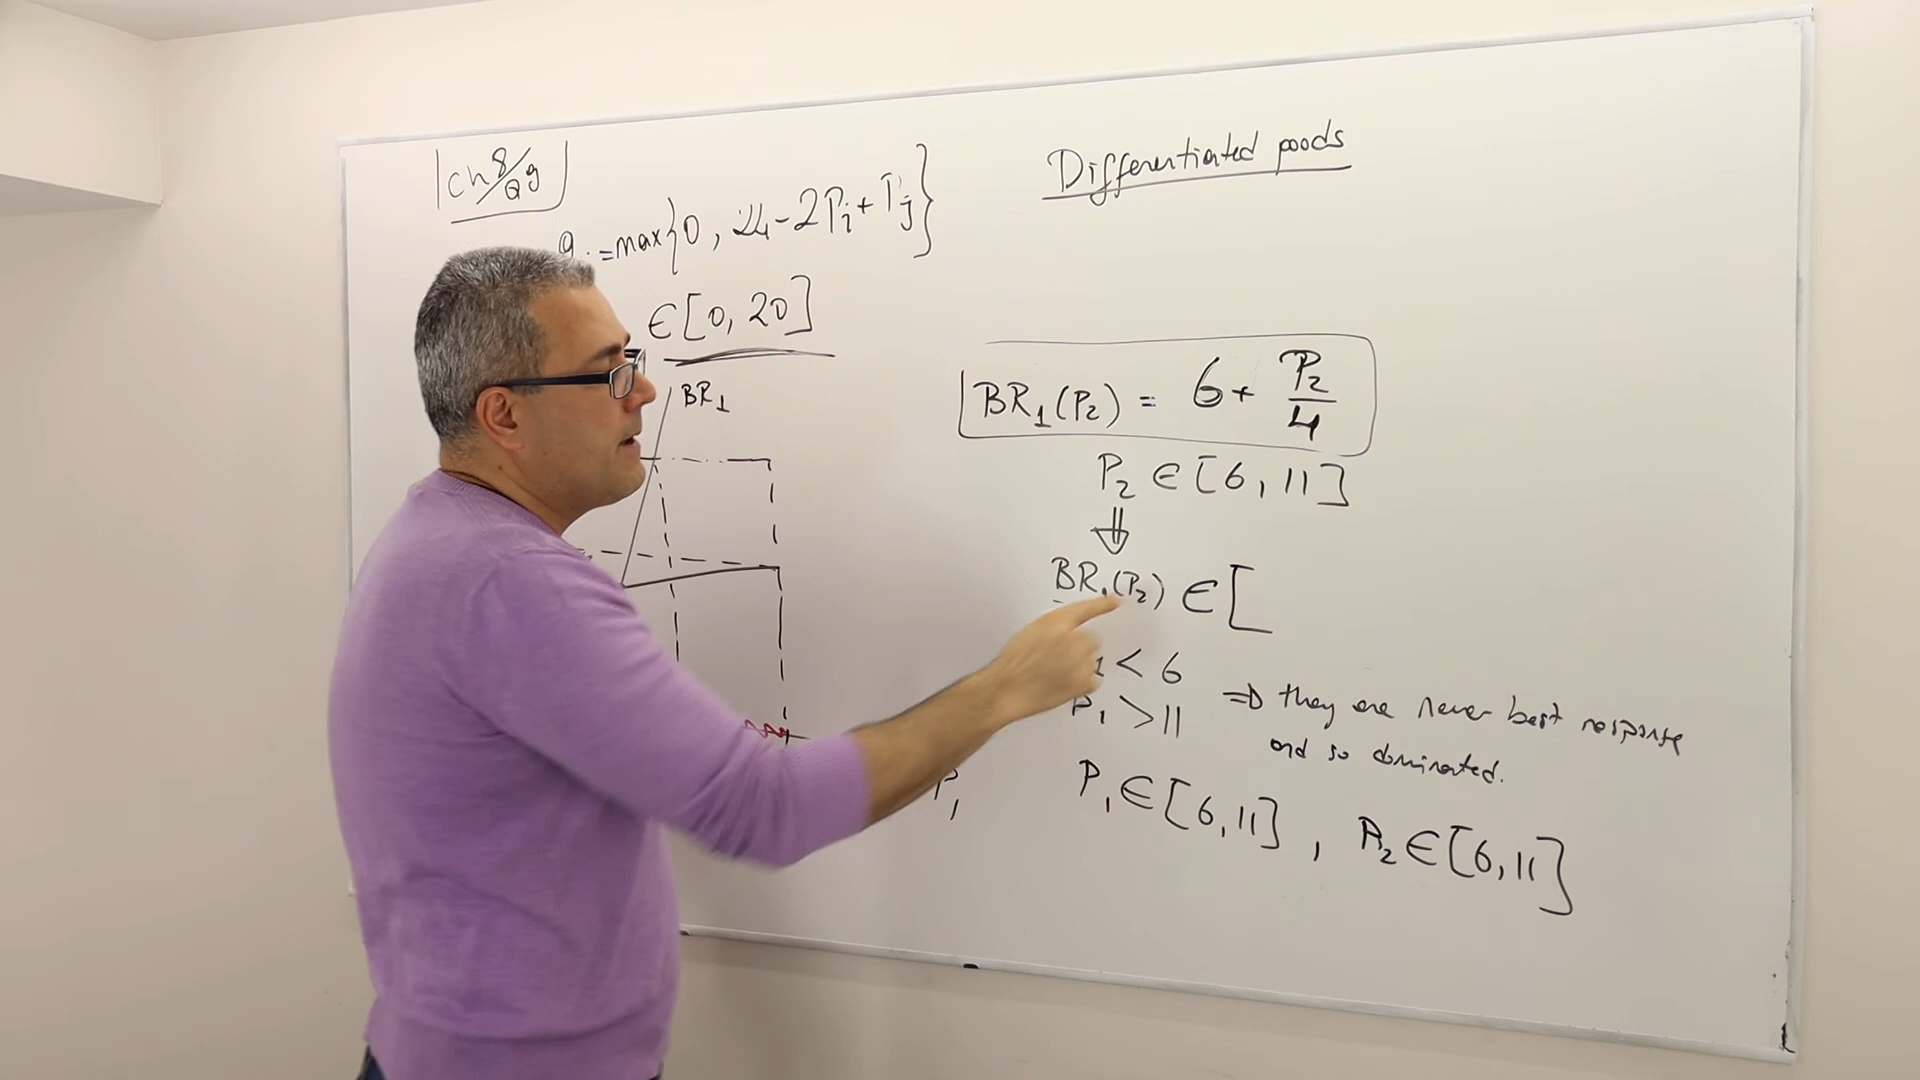 Ch 8/Q9
Differentiated goods
q. = max{0, 24 - 2Pi + Pj}
∈ [0, 20]
BR1
BR1(P2) = 6 + P2/4
P2 ∈ [6, 11]
⇓
BR1(P2) ∈ [
1 < 6
P1 > 11
⇒ they are never best response
and so dominated.
P1
P1 ∈ [6, 11] , P2 ∈ [6, 11]